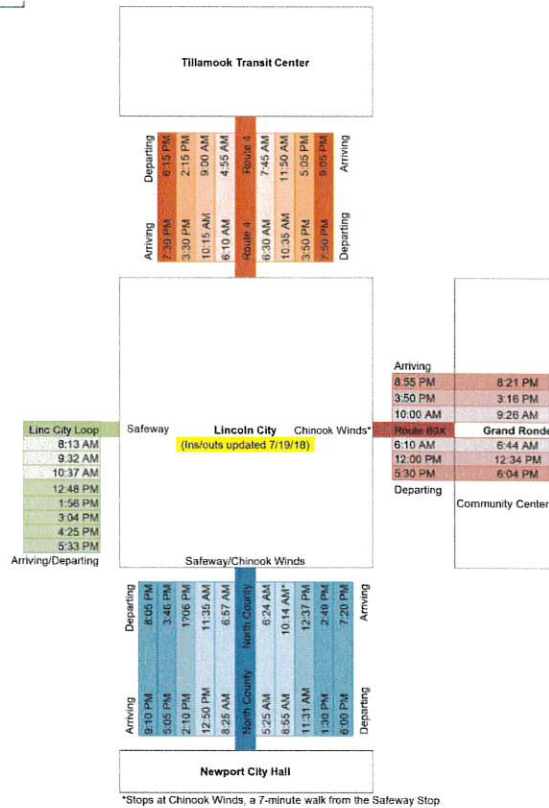 Tillamook Transit Center
Departing
6:15 PM
2:15 PM
9:00 AM
4:55 AM
Route 4
7:45 AM
11:50 AM
5:05 PM
9:05 PM
Arriving
Arriving
7:30 PM
3:30 PM
10:15 AM
6:10 AM
Route 4
6:30 AM
10:35 AM
3:50 PM
7:50 PM
Departing
Arriving
8:55 PM 8:21 PM
3:50 PM 3:16 PM
10:00 AM 9:26 AM
Linc City Loop Safeway Lincoln City Chinook Winds* Route 60X Grand Ronde
(Ins/outs updated 7/19/18)
6:10 AM 6:44 AM
12:00 PM 12:34 PM
5:30 PM 6:04 PM
Departing
Community Center
8:13 AM
9:32 AM
10:37 AM
12:48 PM
1:56 PM
3:04 PM
4:25 PM
5:33 PM
Arriving/Departing
Safeway/Chinook Winds
Departing
8:05 PM
3:46 PM
1?06 PM
11:35 AM
6:57 AM
North County
6:24 AM
10:14 AM*
12:37 PM
2:49 PM
7:20 PM
Arriving
Arriving
9:10 PM
5:05 PM
2:10 PM
12:50 PM
8:25 AM
North County
5:25 AM
8:55 AM
11:31 AM
1:30 PM
6:00 PM
Departing
Newport City Hall
*Stops at Chinook Winds, a 7-minute walk from the Safeway Stop.